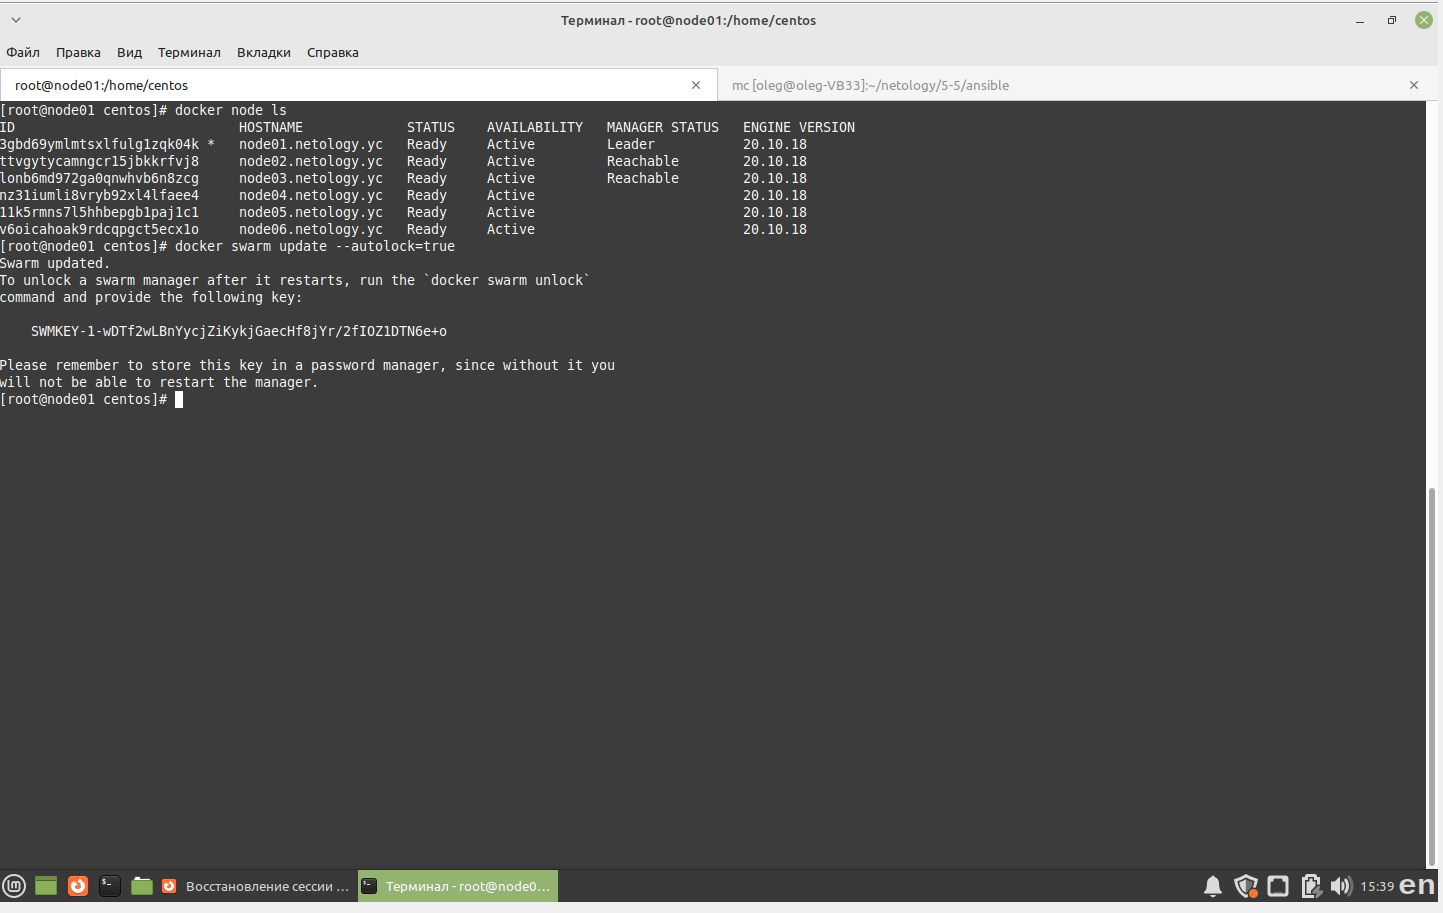 Терминал - root@node01:/home/centos
Файл Правка Вид Терминал Вкладки Справка
root@node01:/home/centos
mc [oleg@oleg-VB33]:~/netology/5-5/ansible
[root@node01 centos]# docker node ls
ID HOSTNAME STATUS AVAILABILITY MANAGER STATUS ENGINE VERSION
3gbd69ymlmtsxlfulg1zqk04k * node01.netology.yc Ready Active Leader 20.10.18
ttvgytycamngcr15jbkkrfvj8 node02.netology.yc Ready Active Reachable 20.10.18
lonb6md972ga0qnwhvb6n8zcg node03.netology.yc Ready Active Reachable 20.10.18
nz31iumli8vryb92xl4lfaee4 node04.netology.yc Ready Active 20.10.18
11k5rmns7l5hhbepgb1paj1c1 node05.netology.yc Ready Active 20.10.18
v6oicahoak9rdcqpgct5ecx1o node06.netology.yc Ready Active 20.10.18
[root@node01 centos]# docker swarm update --autolock=true
Swarm updated.
To unlock a swarm manager after it restarts, run the `docker swarm unlock`
command and provide the following key:
SWMKEY-1-wDTf2wLBnYycjZiKykjGaecHf8jYr/2fIOZ1DTN6e+o
Please remember to store this key in a password manager, since without it you
will not be able to restart the manager.
[root@node01 centos]#
Восстановление сессии ...
Терминал - root@node0...
15:39 en